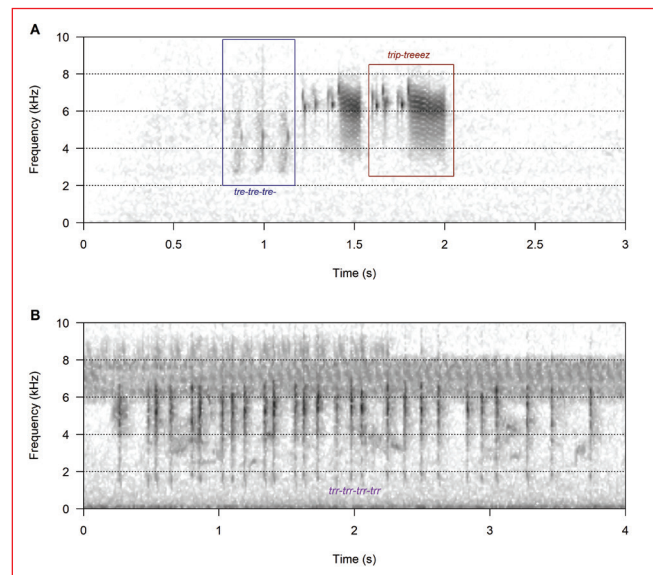 A
10
trip-treeez
8
6
4
2
tre-tre-tre-
0
Frequency (kHz)
0 0.5 1 1.5 2 2.5 3
Time (s)
B
10
8
6
4
2
trr-trr-trr-trr
0
Frequency (kHz)
0 1 2 3 4
Time (s)